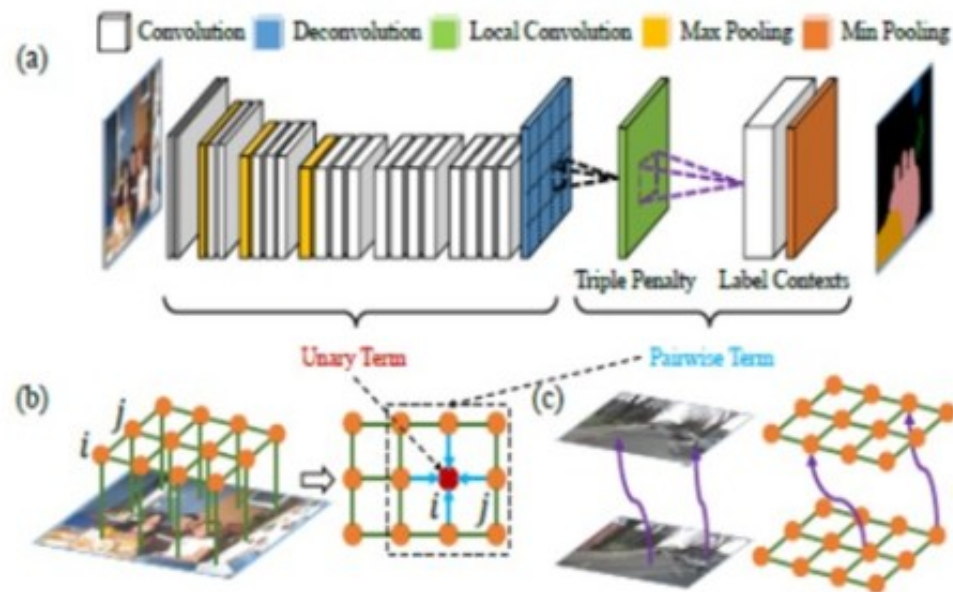 Convolution Deconvolution Local Convolution Max Pooling Min Pooling
(a)
Triple Penalty Label Contexts
Unary Term Pairwise Term
(b) (c)
j
i
i j